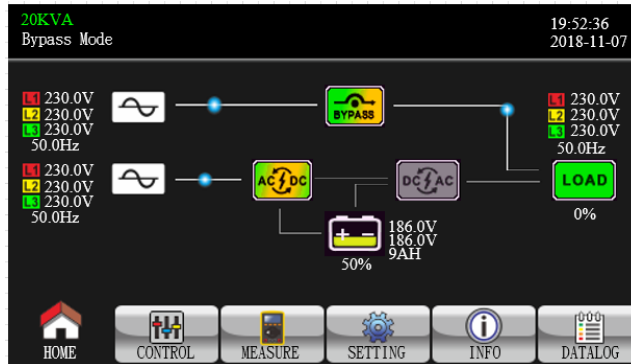 20KVA
Bypass Mode
19:52:36
2018-11-07
L1 230.0V
L2 230.0V
L3 230.0V
50.0Hz
BYPASS
L1 230.0V
L2 230.0V
L3 230.0V
50.0Hz
L1 230.0V
L2 230.0V
L3 230.0V
50.0Hz
AC DC
DC AC
LOAD
0%
186.0V
186.0V
9AH
50%
HOME
CONTROL
MEASURE
SETTING
INFO
DATALOG